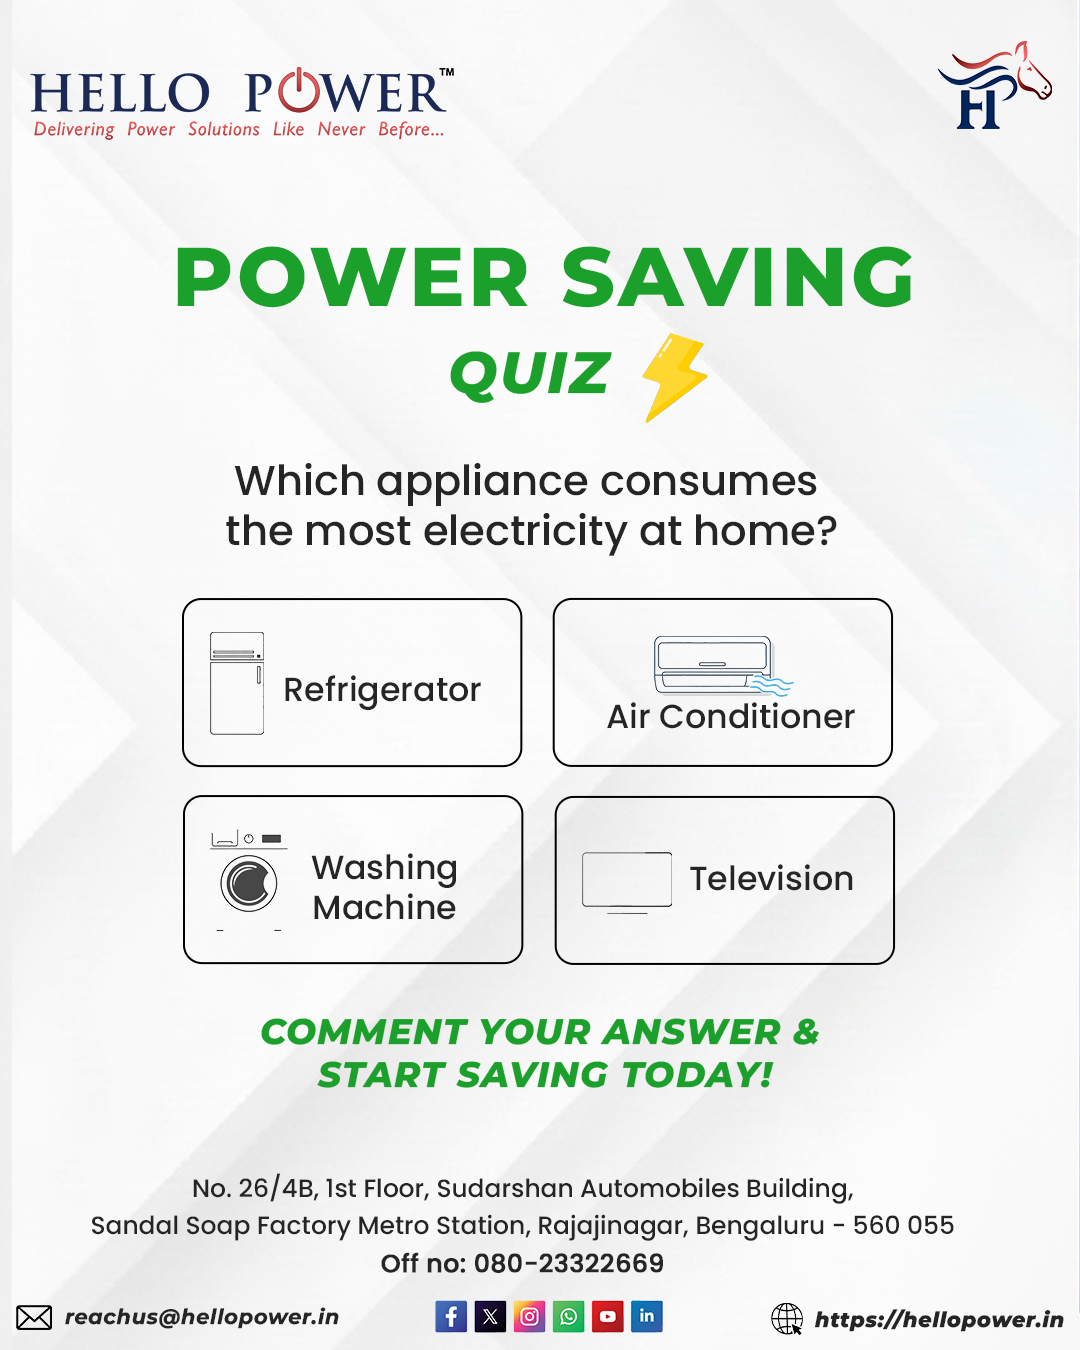 HELLO POWER™
Delivering Power Solutions Like Never Before...
H
POWER SAVING
QUIZ
Which appliance consumes
the most electricity at home?
Refrigerator
Air Conditioner
Washing
Machine
Television
COMMENT YOUR ANSWER &
START SAVING TODAY!
No. 26/4B, 1st Floor, Sudarshan Automobiles Building,
Sandal Soap Factory Metro Station, Rajajinagar, Bengaluru - 560 055
Off no: 080-23322669
reachus@hellopower.in
https://hellopower.in